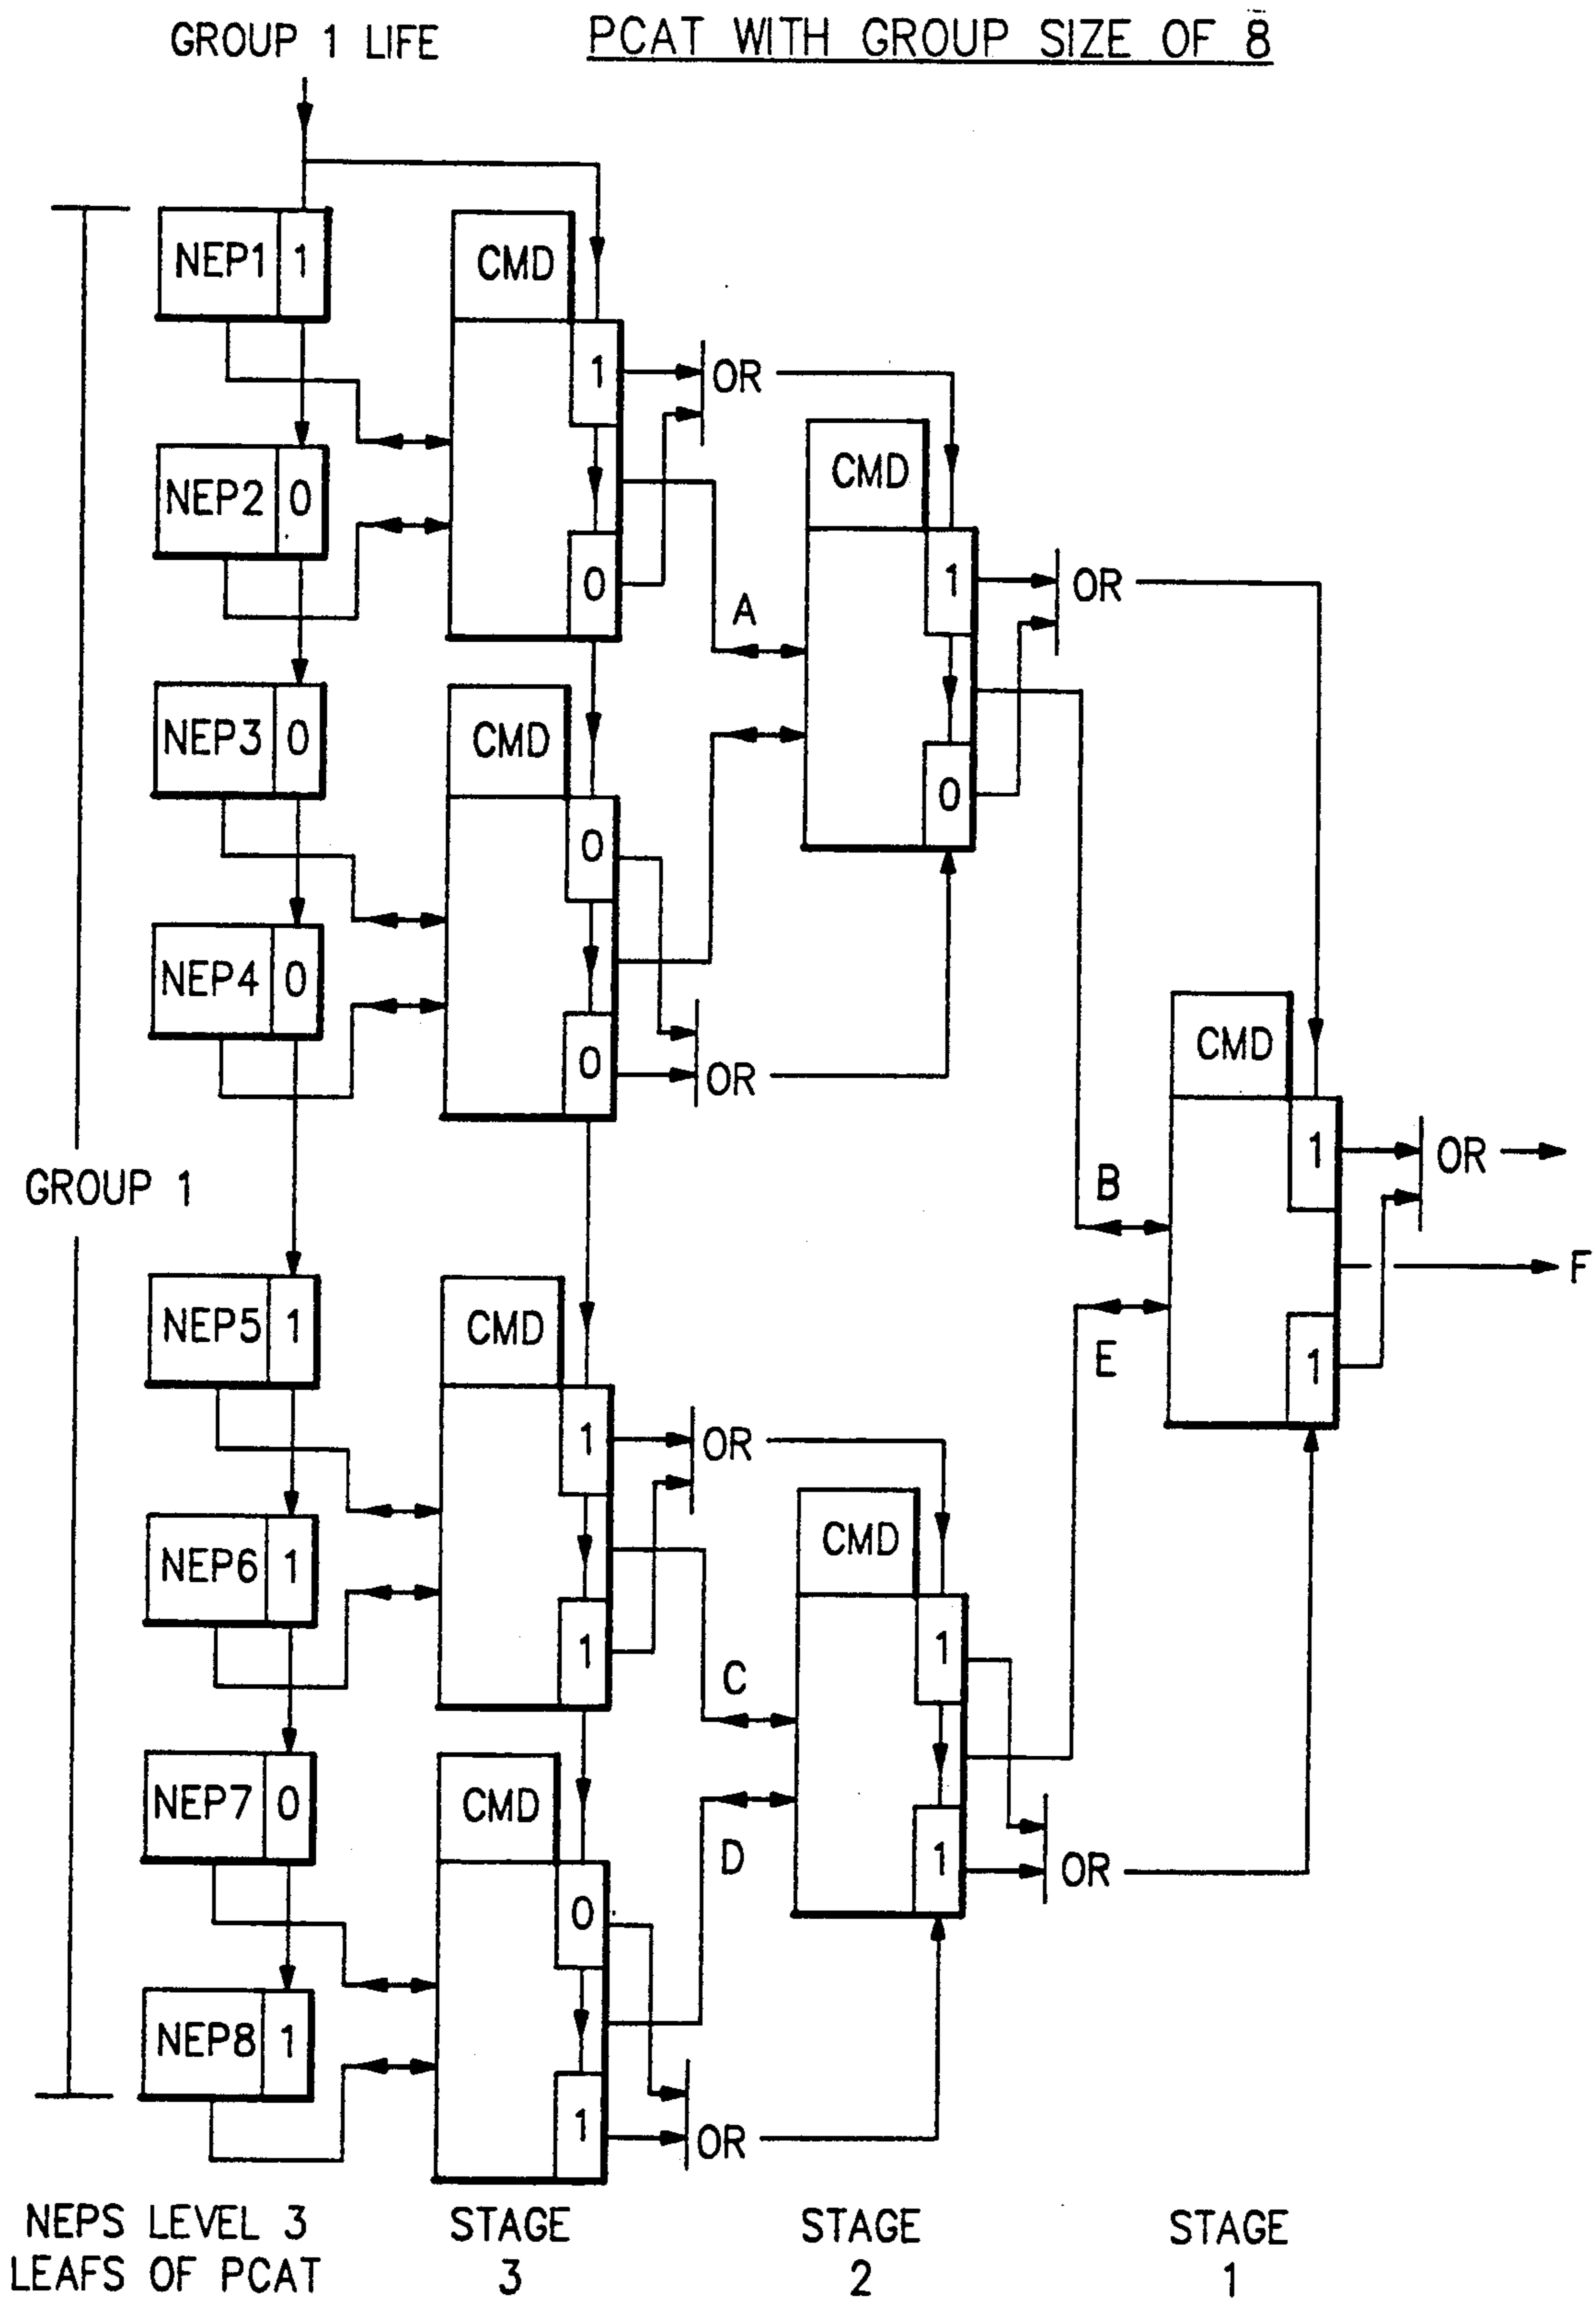 GROUP 1 LIFE
PCAT WITH GROUP SIZE OF 8
NEP1 1
CMD
1
OR
CMD
NEP2 0
0
A
1
OR
NEP3 0
CMD
0
0
NEP4 0
0
OR
CMD
1
OR
GROUP 1
B
F
NEP5 1
CMD
E
1
1
OR
NEP6 1
CMD
1
C
1
NEP7 0
CMD
D
1
OR
0
NEP8 1
1
OR
NEPS LEVEL 3
LEAFS OF PCAT
STAGE
3
STAGE
2
STAGE
1